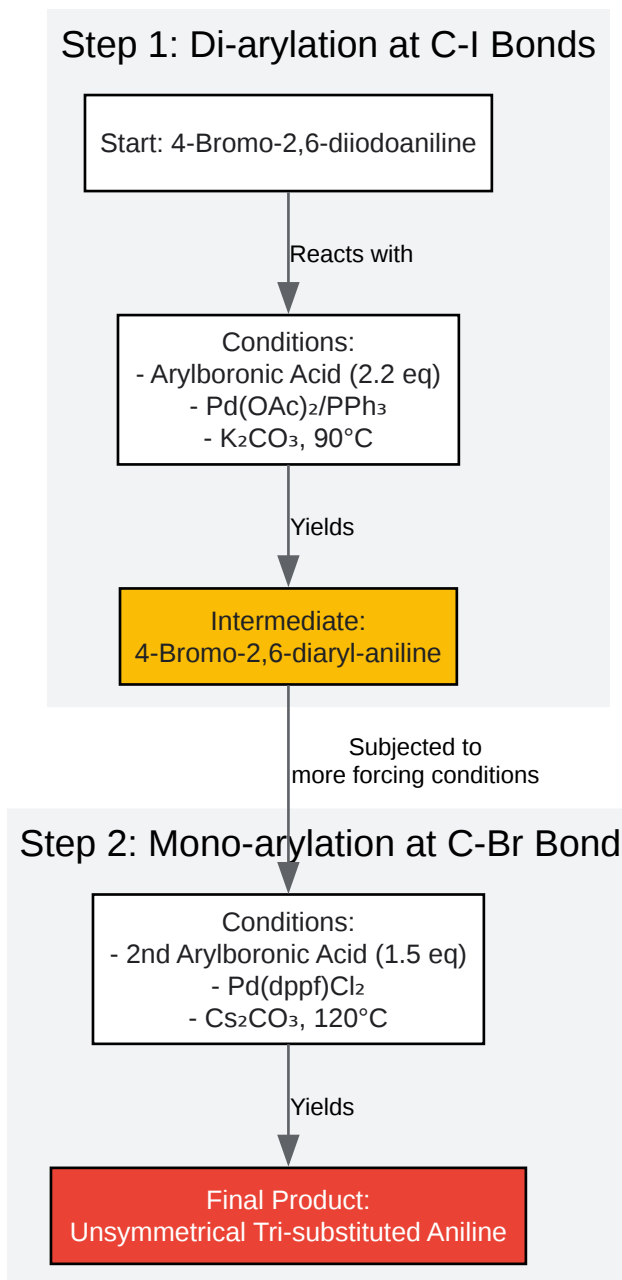 Step 1: Di-arylation at C-I Bonds
Start: 4-Bromo-2,6-diiodoaniline
Reacts with
Conditions:
- Arylboronic Acid (2.2 eq)
- Pd(OAc)₂/PPh₃
- K₂CO₃, 90°C
Yields
Intermediate:
4-Bromo-2,6-diaryl-aniline
Subjected to
more forcing conditions
Step 2: Mono-arylation at C-Br Bond
Conditions:
- 2nd Arylboronic Acid (1.5 eq)
- Pd(dppf)Cl₂
- Cs₂CO₃, 120°C
Yields
Final Product:
Unsymmetrical Tri-substituted Aniline